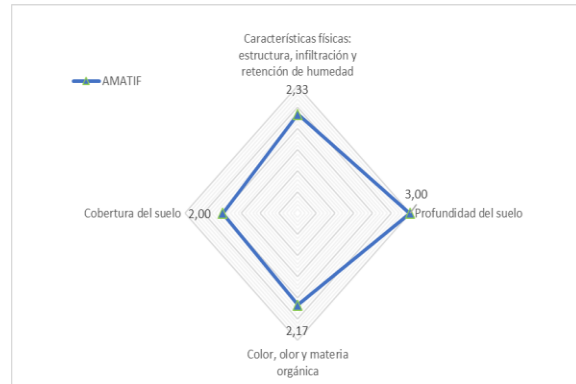 Características físicas:
estructura, infiltración y
retención de humedad
2,33
AMATIF
3,00
Cobertura del suelo
2,00
Profundidad del suelo
2,17
Color, olor y materia
orgánica